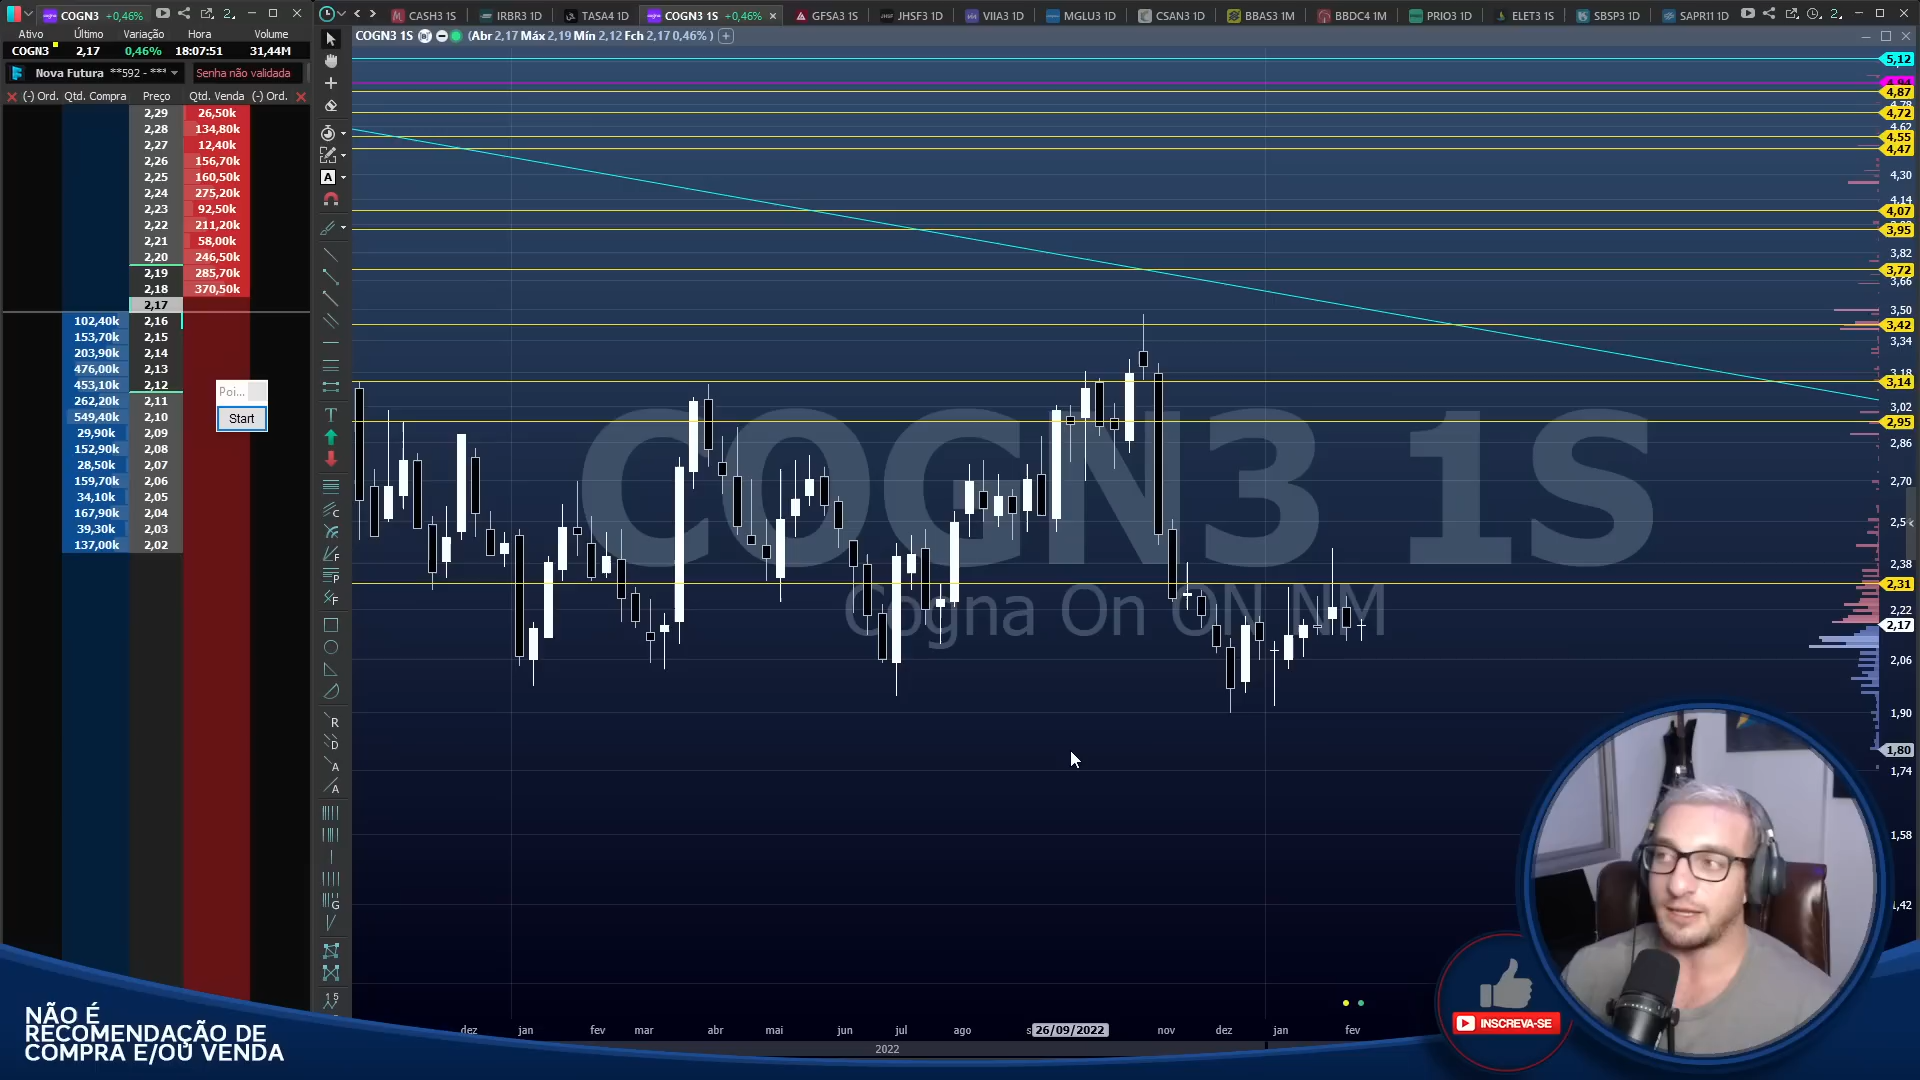 COGN3 +0,46% 2
Ativo Último Variação Hora Volume
COGN3 2,17 0,46% 18:07:51 31,44M
Nova Futura **592 - *** Senha não validada
(-) Ord. Qtd. Compra Preço Qtd. Venda (-) Ord.
2,29 26,50k
2,28 134,80k
2,27 12,40k
2,26 156,70k
2,25 160,50k
2,24 275,20k
2,23 92,50k
2,22 211,20k
2,21 58,00k
2,20 246,50k
2,19 285,70k
2,18 370,50k
2,17
102,40k 2,16
153,70k 2,15
203,90k 2,14
476,00k 2,13
453,10k 2,12
262,20k 2,11
549,40k 2,10
29,90k 2,09
152,90k 2,08
28,50k 2,07
159,70k 2,06
34,10k 2,05
167,90k 2,04
39,30k 2,03
137,00k 2,02
Poi...
Start
CASH3 1S IRBR3 1D TASA4 1D COGN3 1S +0,46% GFSA3 1S JHSF3 1D VIIA3 1D MGLU3 1D CSAN3 1D BBAS3 1M BBDC4 1M PRIO3 1D ELET3 1S SBSP3 1D SAPR11 1D 2
COGN3 1S (Abr 2,17 Máx 2,19 Mín 2,12 Fch 2,17 0,46% )
COGN3 1S
Cogna On ON NM
5,12
4,87
4,72
4,55
4,47
4,30
4,14
4,07
3,95
3,82
3,72
3,66
3,50
3,42
3,34
3,18
3,14
3,02
2,95
2,86
2,70
2,38
2,31
2,22
2,17
2,06
1,90
1,80
1,74
1,58
1,42
dez jan fev mar abr mai jun jul ago 26/09/2022 nov dez jan fev
2022
NÃO É
RECOMENDAÇÃO DE
COMPRA E/OU VENDA
INSCREVA-SE